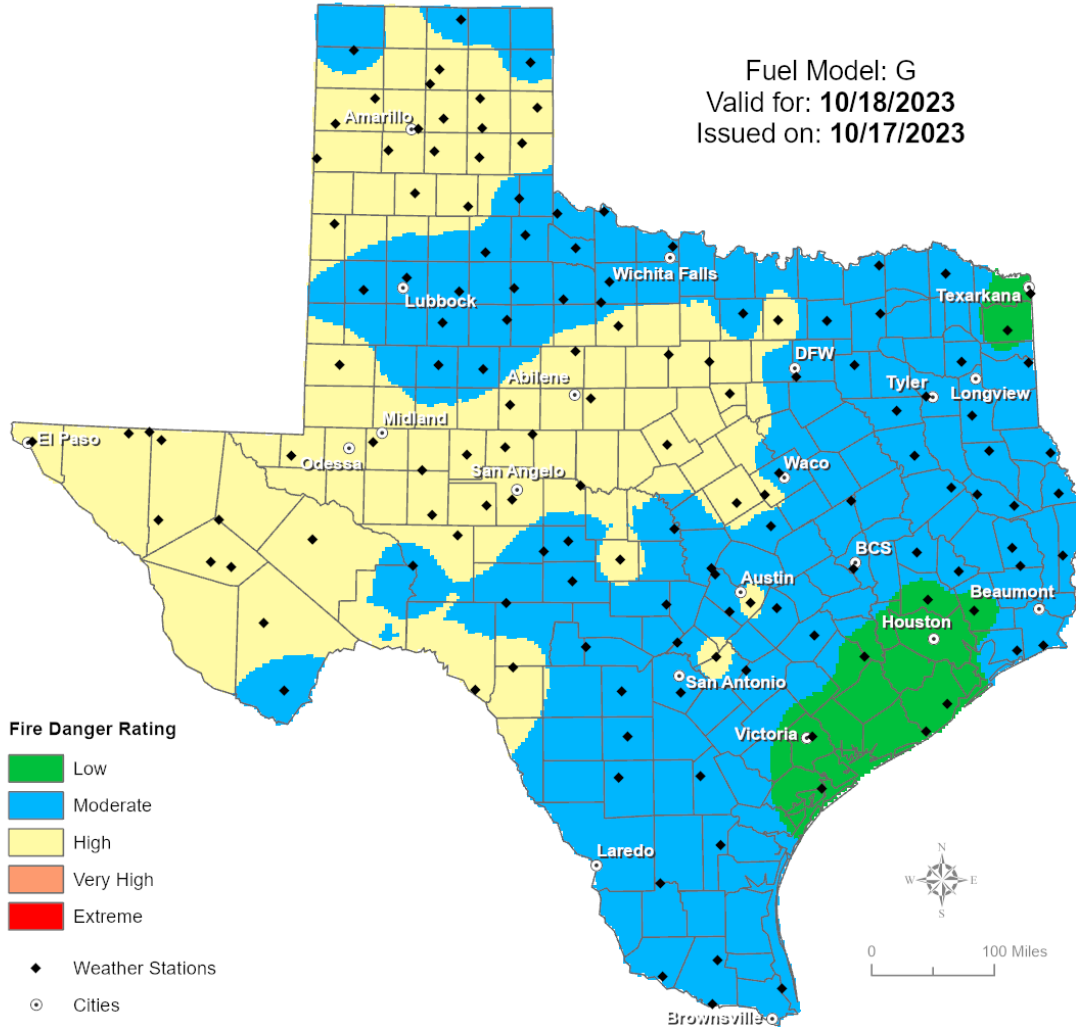 Fuel Model: G
Valid for: 10/18/2023
Issued on: 10/17/2023
Amarillo
Wichita Falls
Lubbock
Texarkana
DFW
Abilene
Tyler
Longview
Midland
El Paso
Odessa
San Angelo
Waco
BCS
Austin
Beaumont
Houston
San Antonio
Victoria
Laredo
Brownsville
Fire Danger Rating
Low
Moderate
High
Very High
Extreme
Weather Stations
Cities
N
W E
S
0 100 Miles